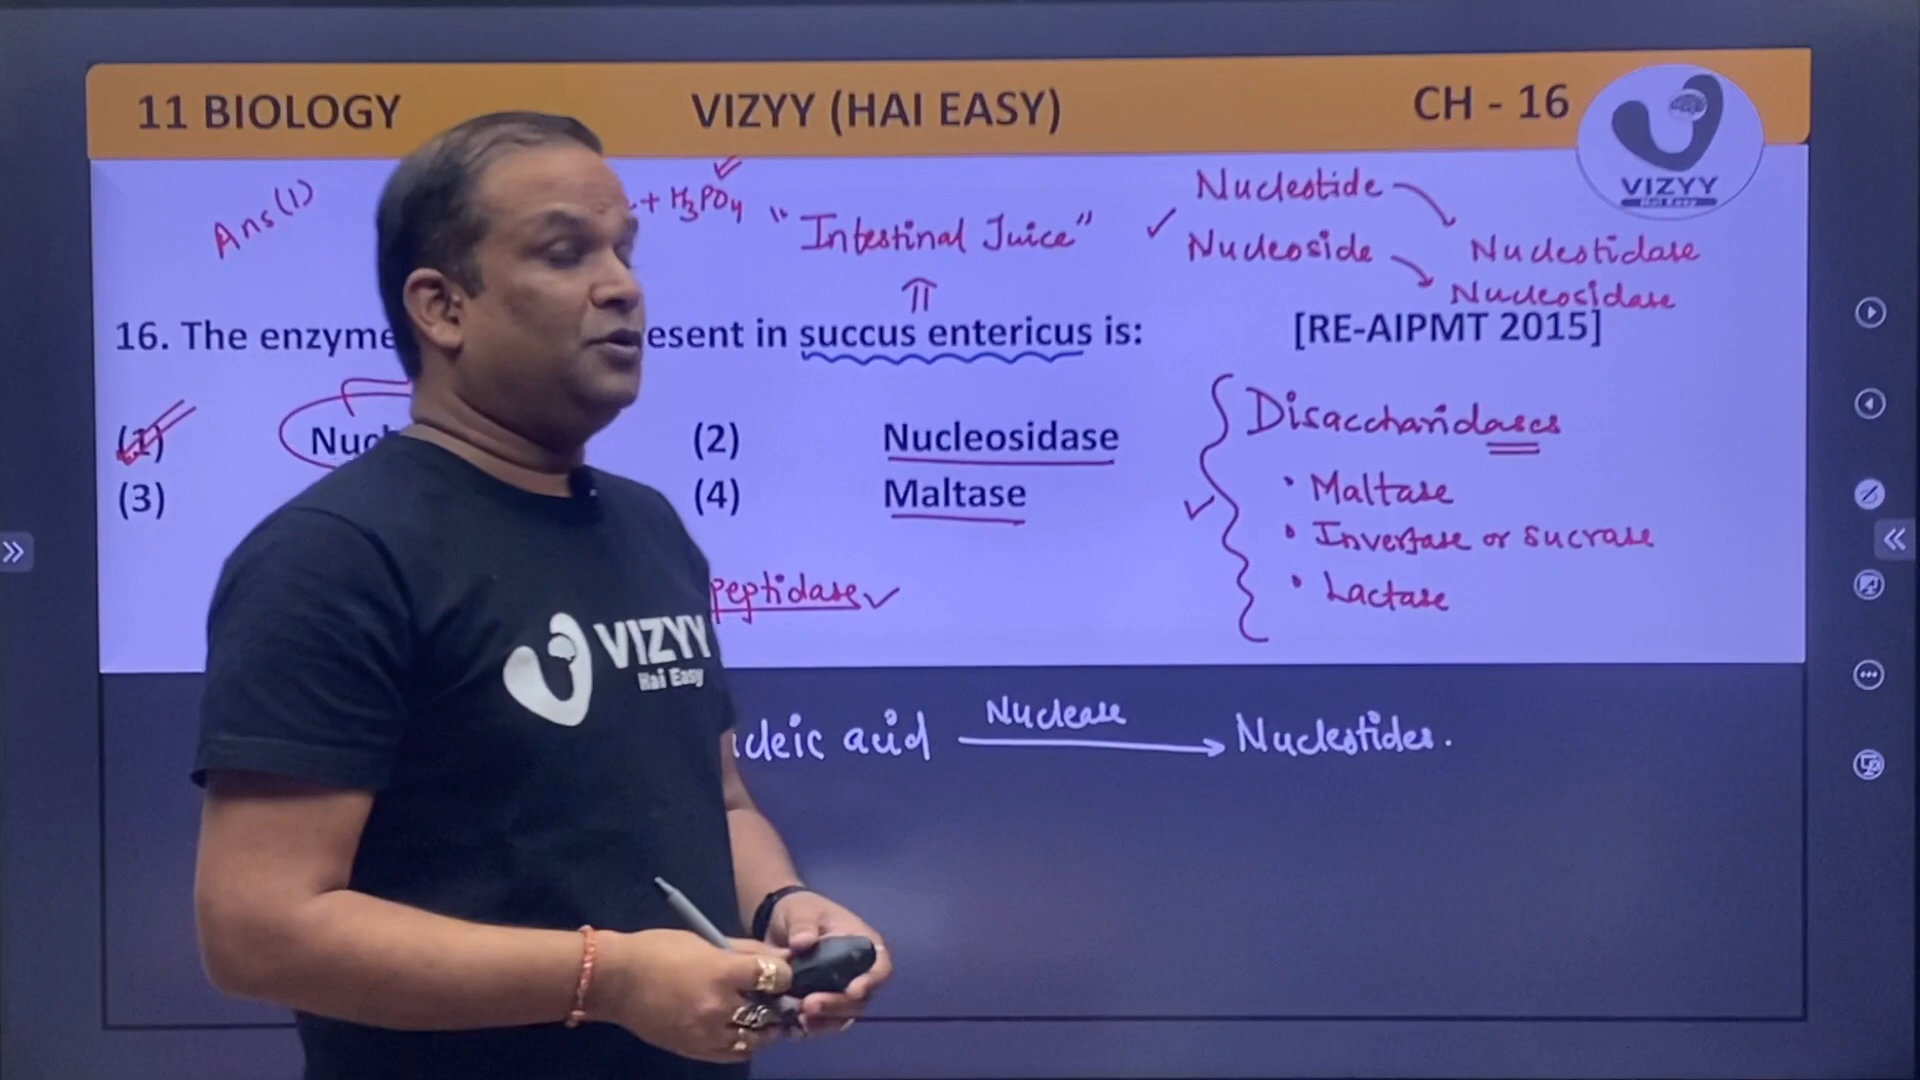 11 BIOLOGY VIZYY (HAI EASY) CH - 16
VIZYY
Hai Easy
Ans (1)
+ H3PO4
"Intestinal Juice"
Nucleotide
Nucleoside
Nucleotidase
Nucleosidase
16. The enzyme esent in succus entericus is: [RE-AIPMT 2015]
(1) Nuc (2) Nucleosidase
(3) (4) Maltase
Disaccharidases
• Maltase
• Invertase or sucrase
• Lactase
peptidase
VIZYY
Hai Easy
cleic acid Nuclease Nucleotides.